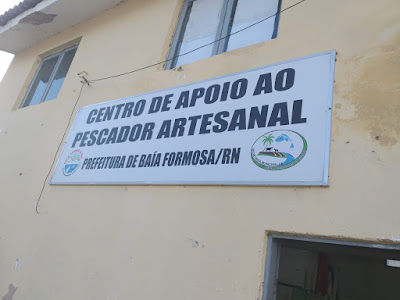 CENTRO DE APOIO AO
PESCADOR ARTESANAL
PREFEITURA DE BAÍA FORMOSA/RN